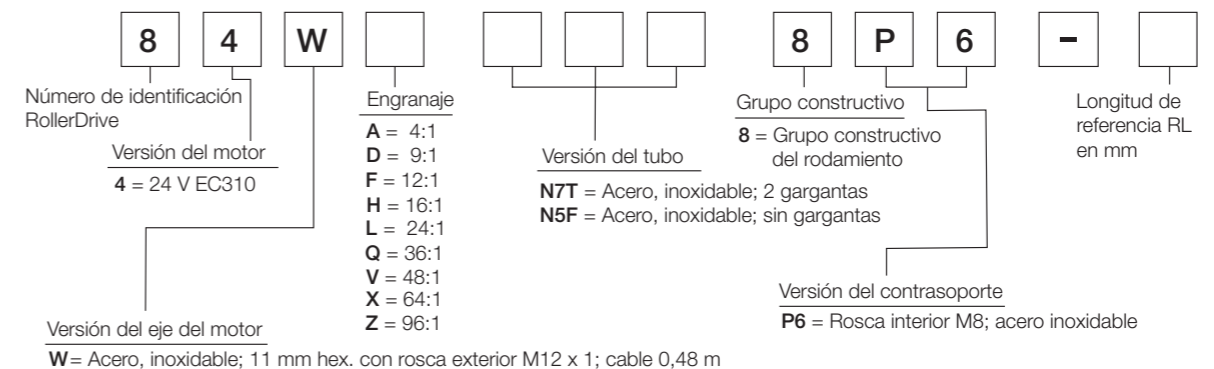 8 4 W 8 P 6 –
Número de identificación
RollerDrive
Versión del motor
4 = 24 V EC310
Engranaje
A = 4:1
D = 9:1
F = 12:1
H = 16:1
L = 24:1
Q = 36:1
V = 48:1
X = 64:1
Z = 96:1
Versión del tubo
N7T = Acero, inoxidable; 2 gargantas
N5F = Acero, inoxidable; sin gargantas
Grupo constructivo
8 = Grupo constructivo
del rodamiento
Longitud de
referencia RL
en mm
Versión del contrasoporte
P6 = Rosca interior M8; acero inoxidable
Versión del eje del motor
W= Acero, inoxidable; 11 mm hex. con rosca exterior M12 x 1; cable 0,48 m